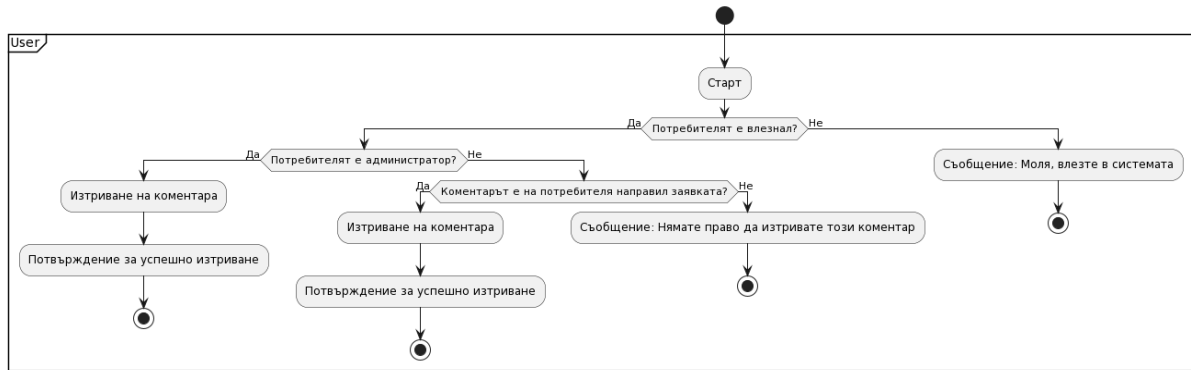 User
Старт
Да
Потребителят е влезнал?
Не
Да
Потребителят е администратор?
Не
Съобщение: Моля, влезте в системата
Изтриване на коментара
Да
Коментарът е на потребителя направил заявката?
Не
Изтриване на коментара
Съобщение: Нямате право да изтривате този коментар
Потвърждение за успешно изтриване
Потвърждение за успешно изтриване